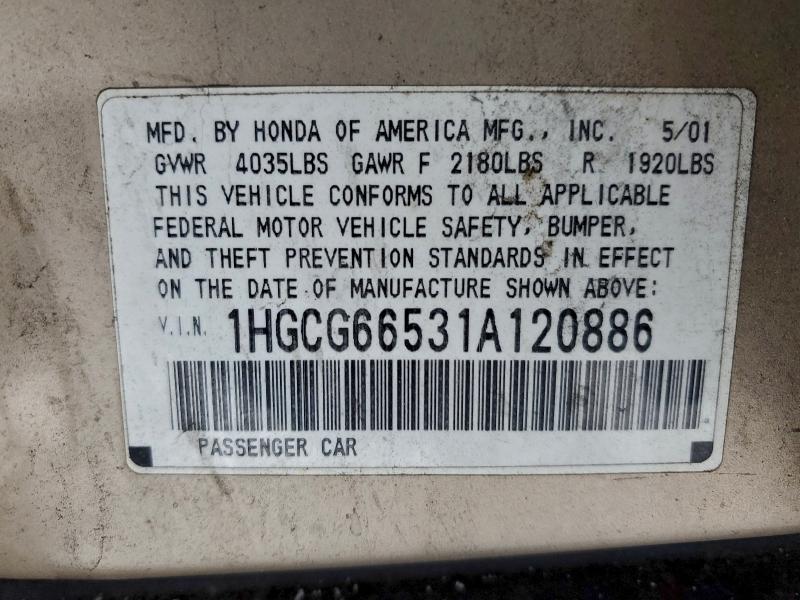 MFD. BY HONDA OF AMERICA MFG., INC. 5/01
GVWR 4035LBS GAWR F 2180LBS R 1920LBS
THIS VEHICLE CONFORMS TO ALL APPLICABLE
FEDERAL MOTOR VEHICLE SAFETY, BUMPER,
AND THEFT PREVENTION STANDARDS IN EFFECT
ON THE DATE OF MANUFACTURE SHOWN ABOVE:
V.I.N. 1HGCG66531A120886
PASSENGER CAR